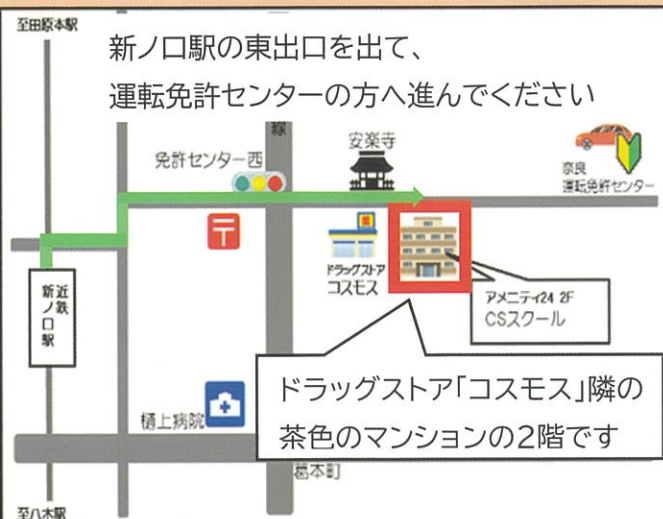 至田原本駅
新ノ口駅の東出口を出て、
運転免許センターの方へ進んでください
線
免許センター西
安楽寺
奈良
運転免許センター
〒
ドラッグストア
コスモス
近鉄
新ノ口駅
アメニティ24 2F
CSスクール
樋上病院
ドラッグストア「コスモス」隣の
茶色のマンションの2階です
葛本町
至八木駅